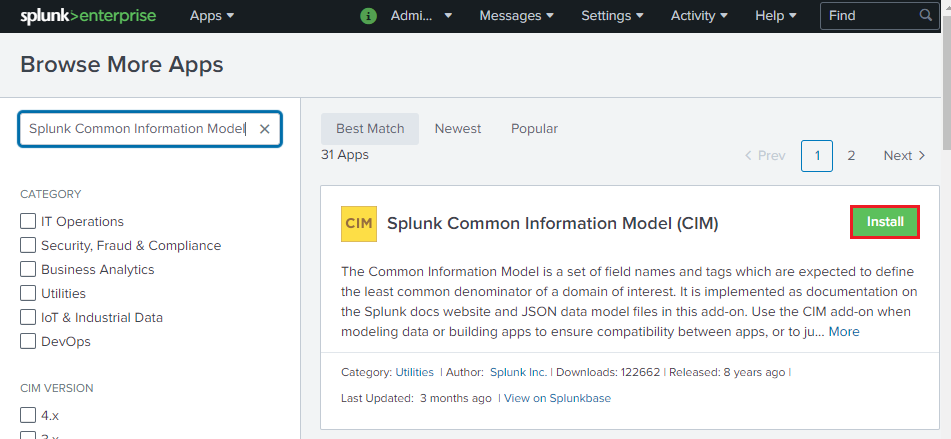 splunk>enterprise Apps ▾ i Admi... ▾ Messages ▾ Settings ▾ Activity ▾ Help ▾ Find
Browse More Apps
Splunk Common Information Model ×
CATEGORY
IT Operations
Security, Fraud & Compliance
Business Analytics
Utilities
IoT & Industrial Data
DevOps
CIM VERSION
4.x
3.x
Best Match Newest Popular
31 Apps < Prev 1 2 Next >
CIM Splunk Common Information Model (CIM) Install
The Common Information Model is a set of field names and tags which are expected to define
the least common denominator of a domain of interest. It is implemented as documentation on
the Splunk docs website and JSON data model files in this add-on. Use the CIM add-on when
modeling data or building apps to ensure compatibility between apps, or to ju... More
Category: Utilities | Author: Splunk Inc. | Downloads: 122662 | Released: 8 years ago |
Last Updated: 3 months ago | View on Splunkbase